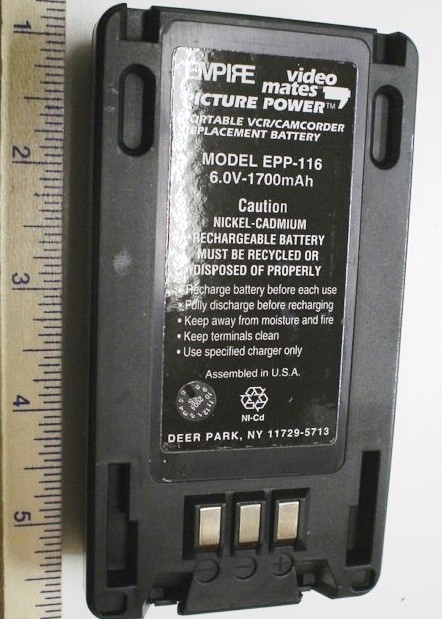 EMPIRE video
mates™
PICTURE POWER™
PORTABLE VCR/CAMCORDER
REPLACEMENT BATTERY
MODEL EPP-116
6.0V-1700mAh
Caution
NICKEL-CADMIUM
RECHARGEABLE BATTERY
MUST BE RECYCLED OR
DISPOSED OF PROPERLY
• Recharge battery before each use
• Fully discharge before recharging
• Keep away from moisture and fire
• Keep terminals clean
• Use specified charger only
Assembled in U.S.A.
Ni-Cd
DEER PARK, NY 11729-5713
− − +
1
2
3
4
5